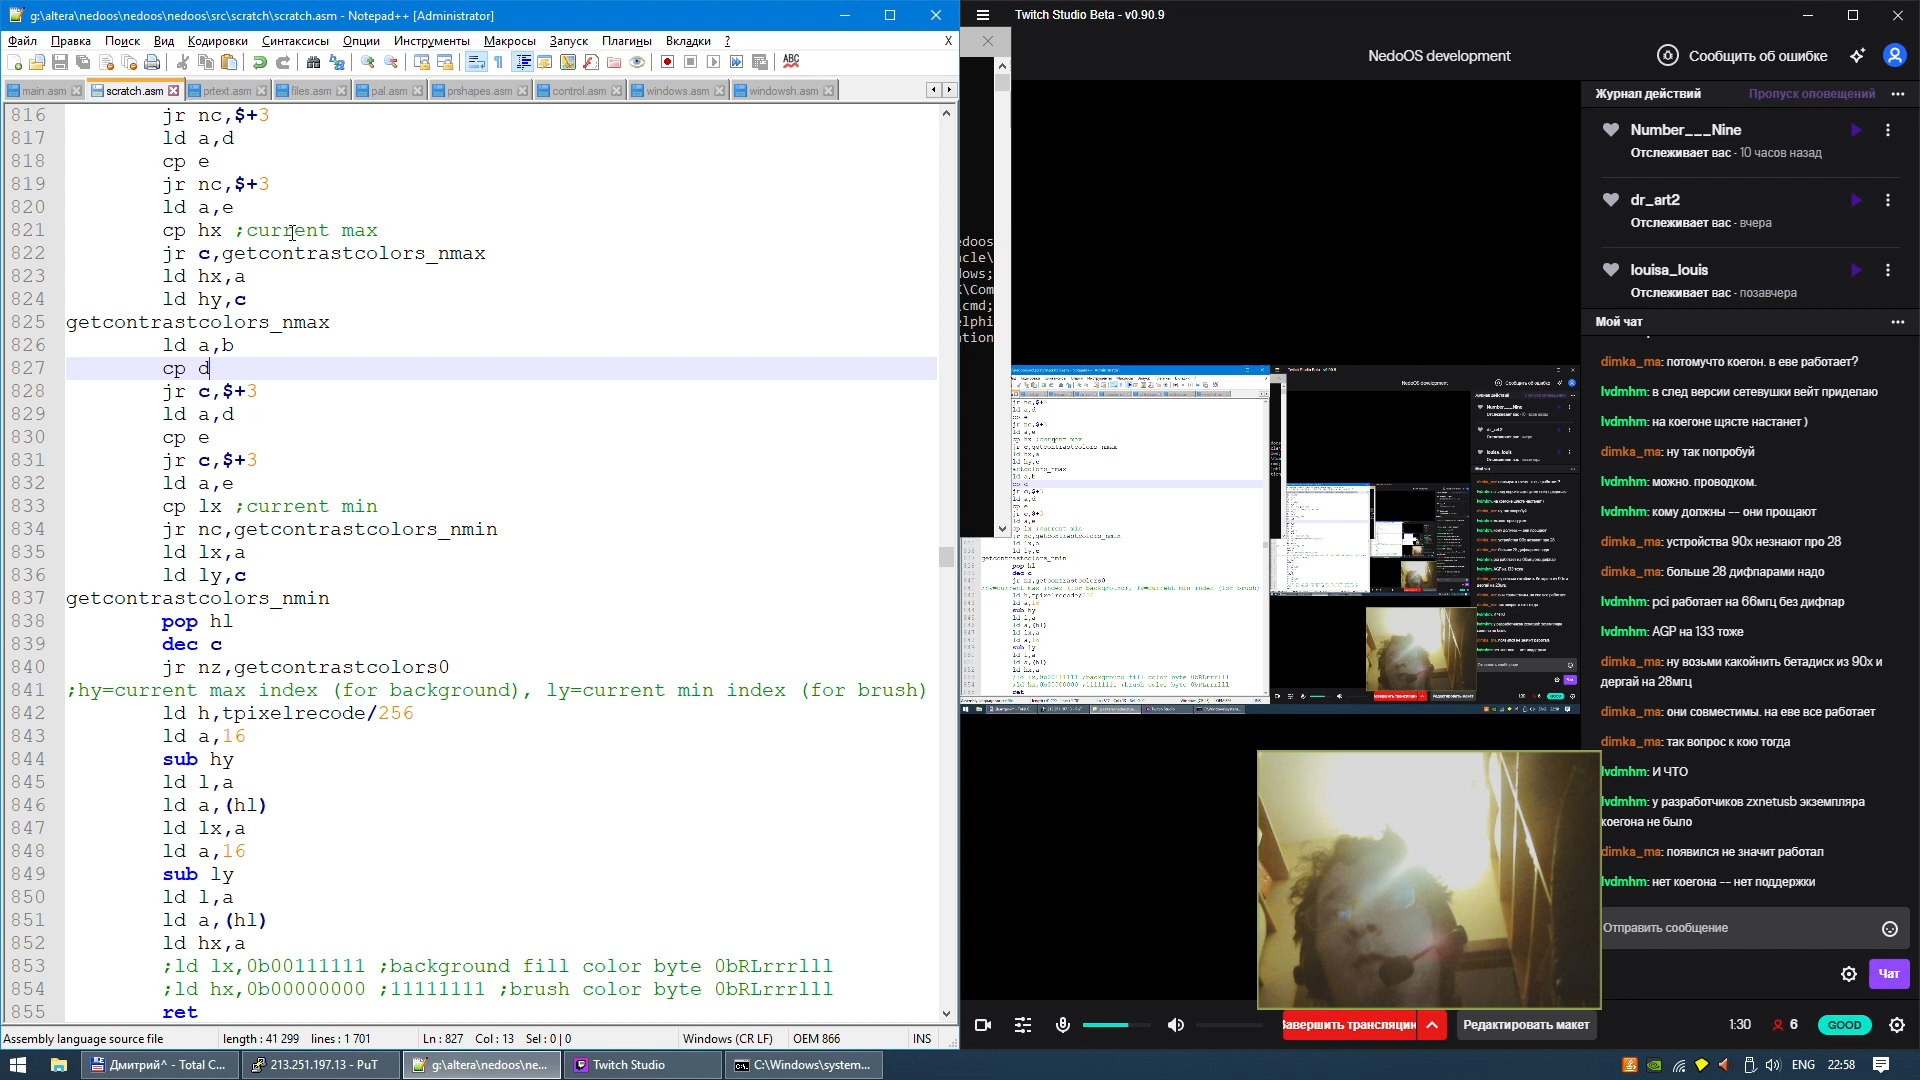 g:\altera\nedoos\nedoos\nedoos\src\scratch\scratch.asm - Notepad++ [Administrator]
Файл Правка Поиск Вид Кодировки Синтаксисы Опции Инструменты Макросы Запуск Плагины Вкладки ? X
main.asm scratch.asm prtext.asm files.asm pal.asm prshapes.asm control.asm windows.asm windowsh.asm
816 jr nc,$+3
817 ld a,d
818 cp e
819 jr nc,$+3
820 ld a,e
821 cp hx ;current max
822 jr c,getcontrastcolors_nmax
823 ld hx,a
824 ld hy,c
825 getcontrastcolors_nmax
826 ld a,b
827 cp d
828 jr c,$+3
829 ld a,d
830 cp e
831 jr c,$+3
832 ld a,e
833 cp lx ;current min
834 jr nc,getcontrastcolors_nmin
835 ld lx,a
836 ld ly,c
837 getcontrastcolors_nmin
838 pop hl
839 dec c
840 jr nz,getcontrastcolors0
841 ;hy=current max index (for background), ly=current min index (for brush)
842 ld h,tpixelrecode/256
843 ld a,16
844 sub hy
845 ld l,a
846 ld a,(hl)
847 ld lx,a
848 ld a,16
849 sub ly
850 ld l,a
851 ld a,(hl)
852 ld hx,a
853 ;ld lx,0b00111111 ;background fill color byte 0bRLrrrlll
854 ;ld hx,0b00000000 ;11111111 ;brush color byte 0bRLrrrlll
855 ret
Assembly language source file length : 41 299 lines : 1 701 Ln : 827 Col : 13 Sel : 0 | 0 Windows (CR LF) OEM 866 INS
edoos
cle\
ows;
\Com
cmd;
lphi
tion
Twitch Studio Beta - v0.90.9
NedoOS development
Сообщить об ошибке
Журнал действий Пропуск оповещений
Number___Nine
Отслеживает вас - 10 часов назад
dr_art2
Отслеживает вас - вчера
louisa_louis
Отслеживает вас - позавчера
Мой чат
dimka_ma: потомучто коегон. в еве работает?
lvdmhm: в след версии сетевушки вейт приделаю
lvdmhm: на коегоне щясте настанет )
dimka_ma: ну так попробуй
lvdmhm: можно. проводком.
lvdmhm: кому должны -- они прощают
dimka_ma: устройства 90х незнают про 28
dimka_ma: больше 28 дифпарами надо
lvdmhm: pci работает на 66мгц без дифпар
lvdmhm: AGP на 133 тоже
dimka_ma: ну возьми какойнить бетадиск из 90х и
дергай на 28мгц
dimka_ma: они совместимы. на еве все работает
dimka_ma: так вопрос к кою тогда
lvdmhm: И ЧТО
lvdmhm: у разработчиков zxnetusb экземпляра
коегона не было
dimka_ma: появился не значит работал
lvdmhm: нет коегона -- нет поддержки
Отправить сообщение
Чат
Завершить трансляцию Редактировать макет 1:30 6 GOOD
Дмитрий^ - Total C... 213.251.197.13 - PuT g:\altera\nedoos\ne... Twitch Studio C:\Windows\system... ENG 22:58